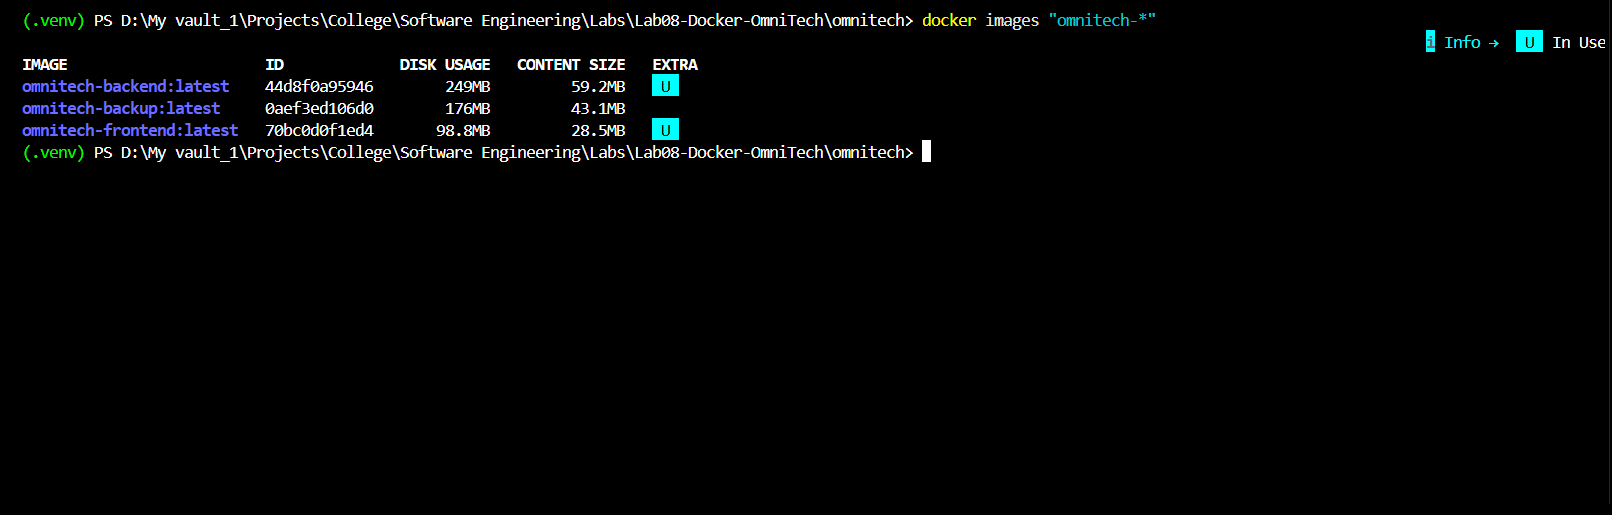 (.venv) PS D:\My vault_1\Projects\College\Software Engineering\Labs\Lab08-Docker-OmniTech\omnitech> docker images "omnitech-*"
i Info → U In Use
IMAGE ID DISK USAGE CONTENT SIZE EXTRA
omnitech-backend:latest 44d8f0a95946 249MB 59.2MB U
omnitech-backup:latest 0aef3ed106d0 176MB 43.1MB
omnitech-frontend:latest 70bc0d0f1ed4 98.8MB 28.5MB U
(.venv) PS D:\My vault_1\Projects\College\Software Engineering\Labs\Lab08-Docker-OmniTech\omnitech>